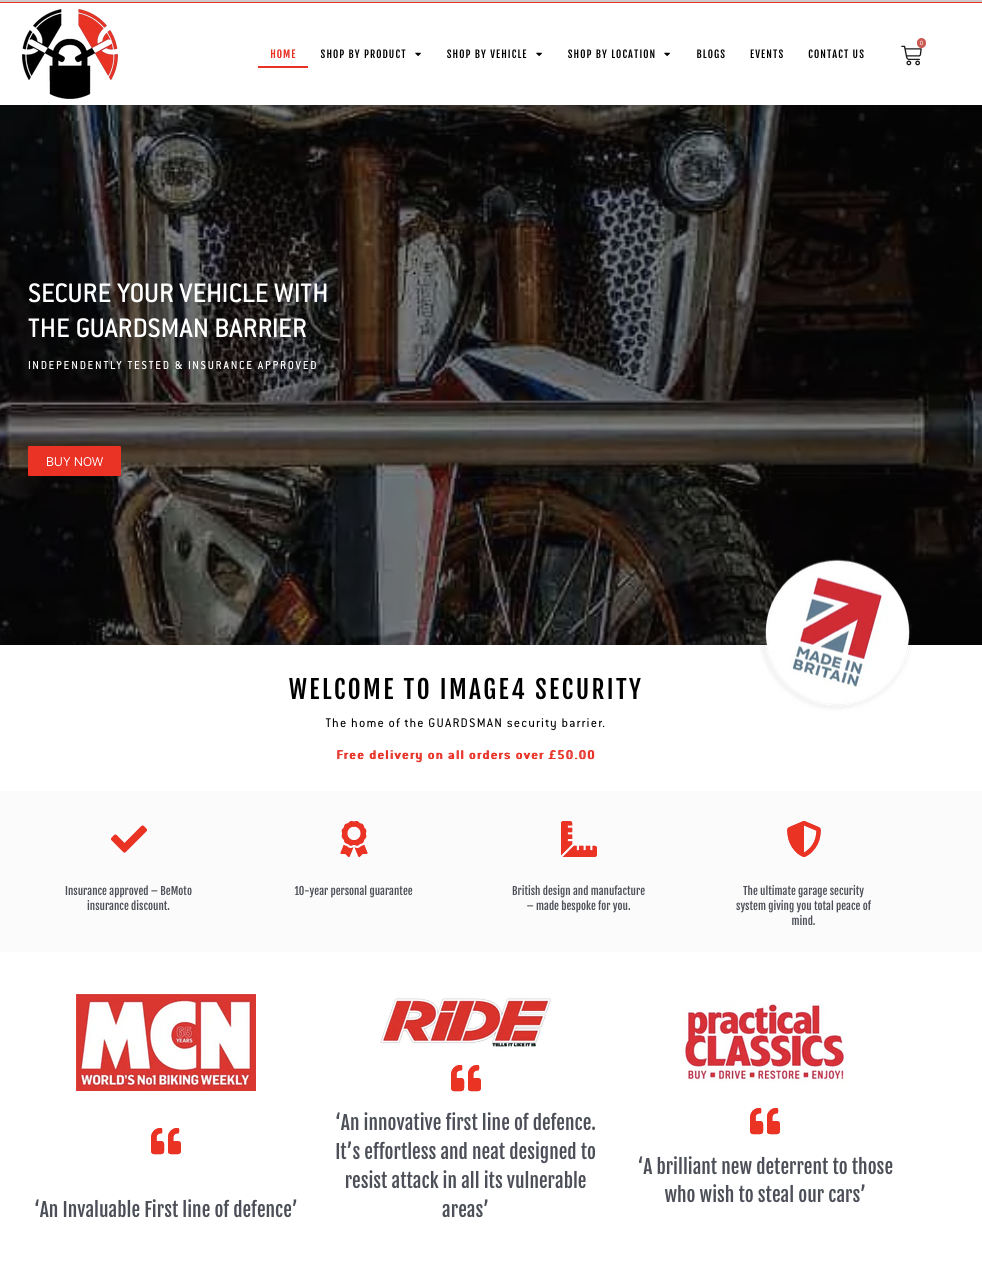 HOME SHOP BY PRODUCT SHOP BY VEHICLE SHOP BY LOCATION BLOGS EVENTS CONTACT US 0
SECURE YOUR VEHICLE WITH
THE GUARDSMAN BARRIER
INDEPENDENTLY TESTED & INSURANCE APPROVED
BUY NOW
MADE IN
BRITAIN
WELCOME TO IMAGE4 SECURITY
The home of the GUARDSMAN security barrier.
Free delivery on all orders over £50.00
Insurance approved – BeMoto
insurance discount.
10-year personal guarantee
British design and manufacture
– made bespoke for you.
The ultimate garage security
system giving you total peace of
mind.
MCN
65
YEARS
WORLD'S No1 BIKING WEEKLY
“
‘An Invaluable First line of defence’
RiDE
TELLS IT LIKE IT IS
“
‘An innovative first line of defence.
It’s effortless and neat designed to
resist attack in all its vulnerable
areas’
practical
CLASSICS
BUY ▪ DRIVE ▪ RESTORE ▪ ENJOY!
“
‘A brilliant new deterrent to those
who wish to steal our cars’